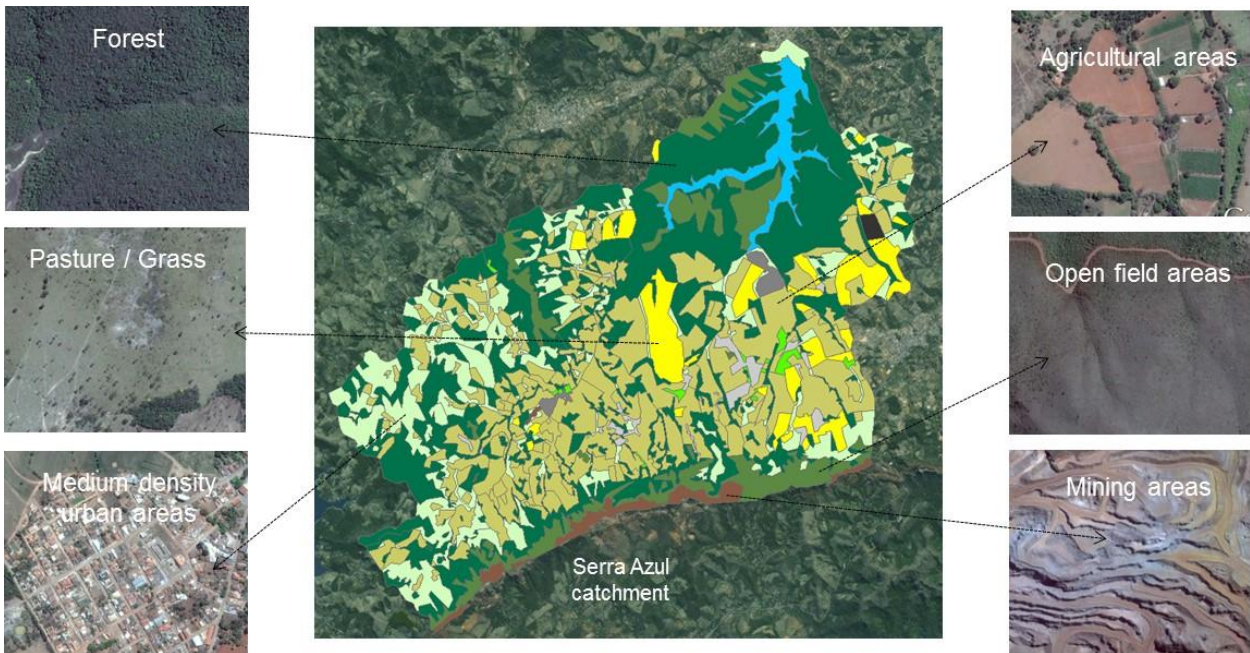 Forest
Pasture / Grass
Medium density
urban areas
Serra Azul
catchment
Agricultural areas
Open field areas
Mining areas